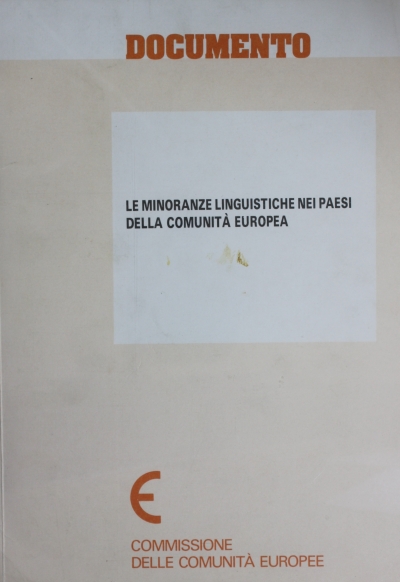 DOCUMENTO
LE MINORANZE LINGUISTICHE NEI PAESI
DELLA COMUNITÀ EUROPEA
COMMISSIONE
DELLE COMUNITÀ EUROPEE